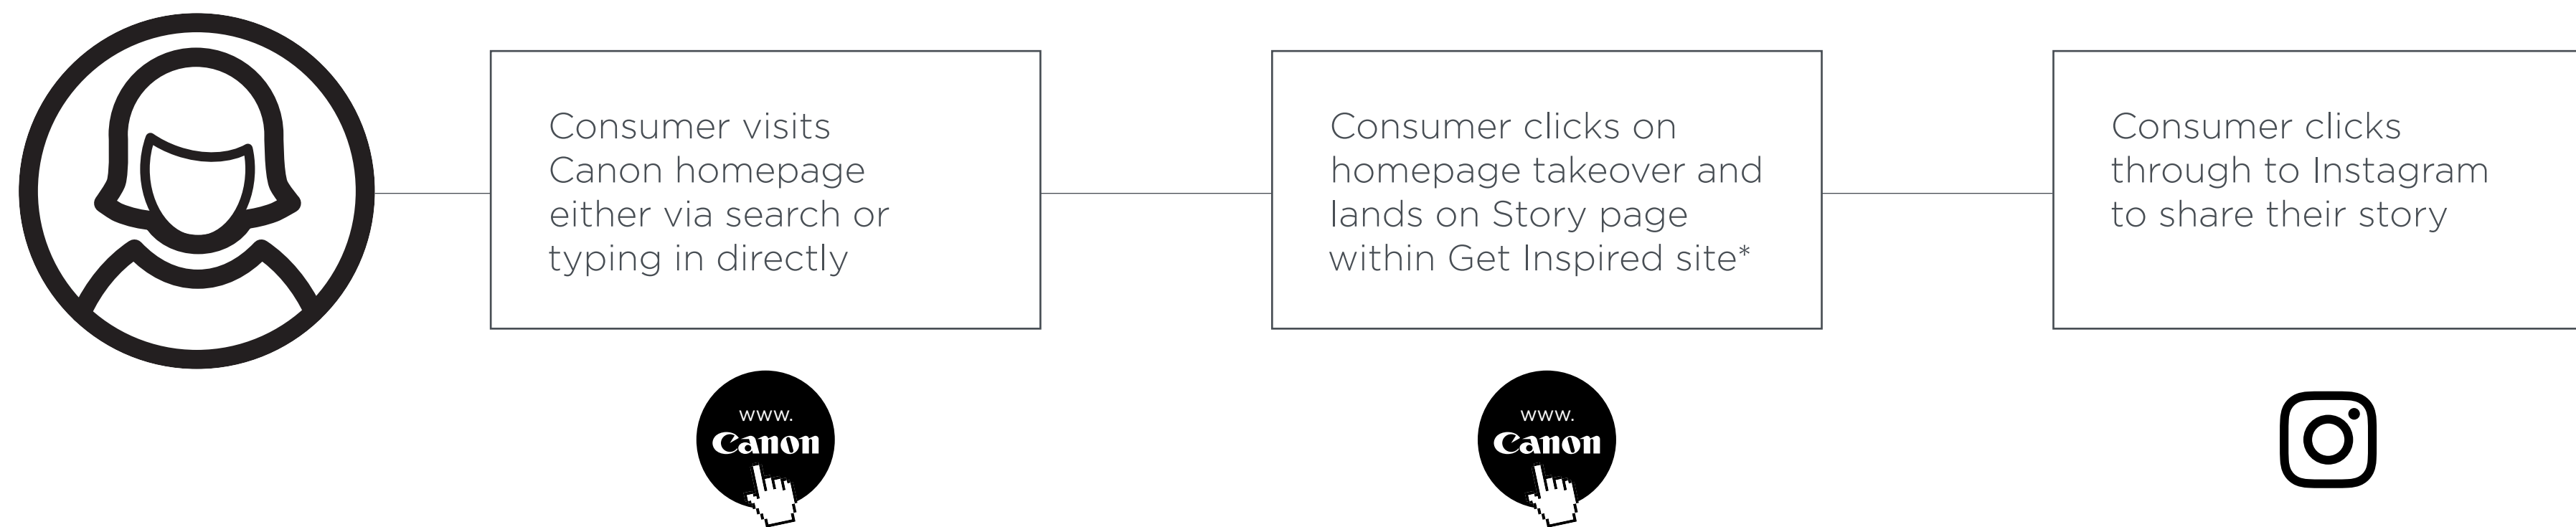 Consumer visits
Canon homepage
either via search or
typing in directly
www.
Canon
Consumer clicks on
homepage takeover and
lands on Story page
within Get Inspired site*
www.
Canon
Consumer clicks
through to Instagram
to share their story